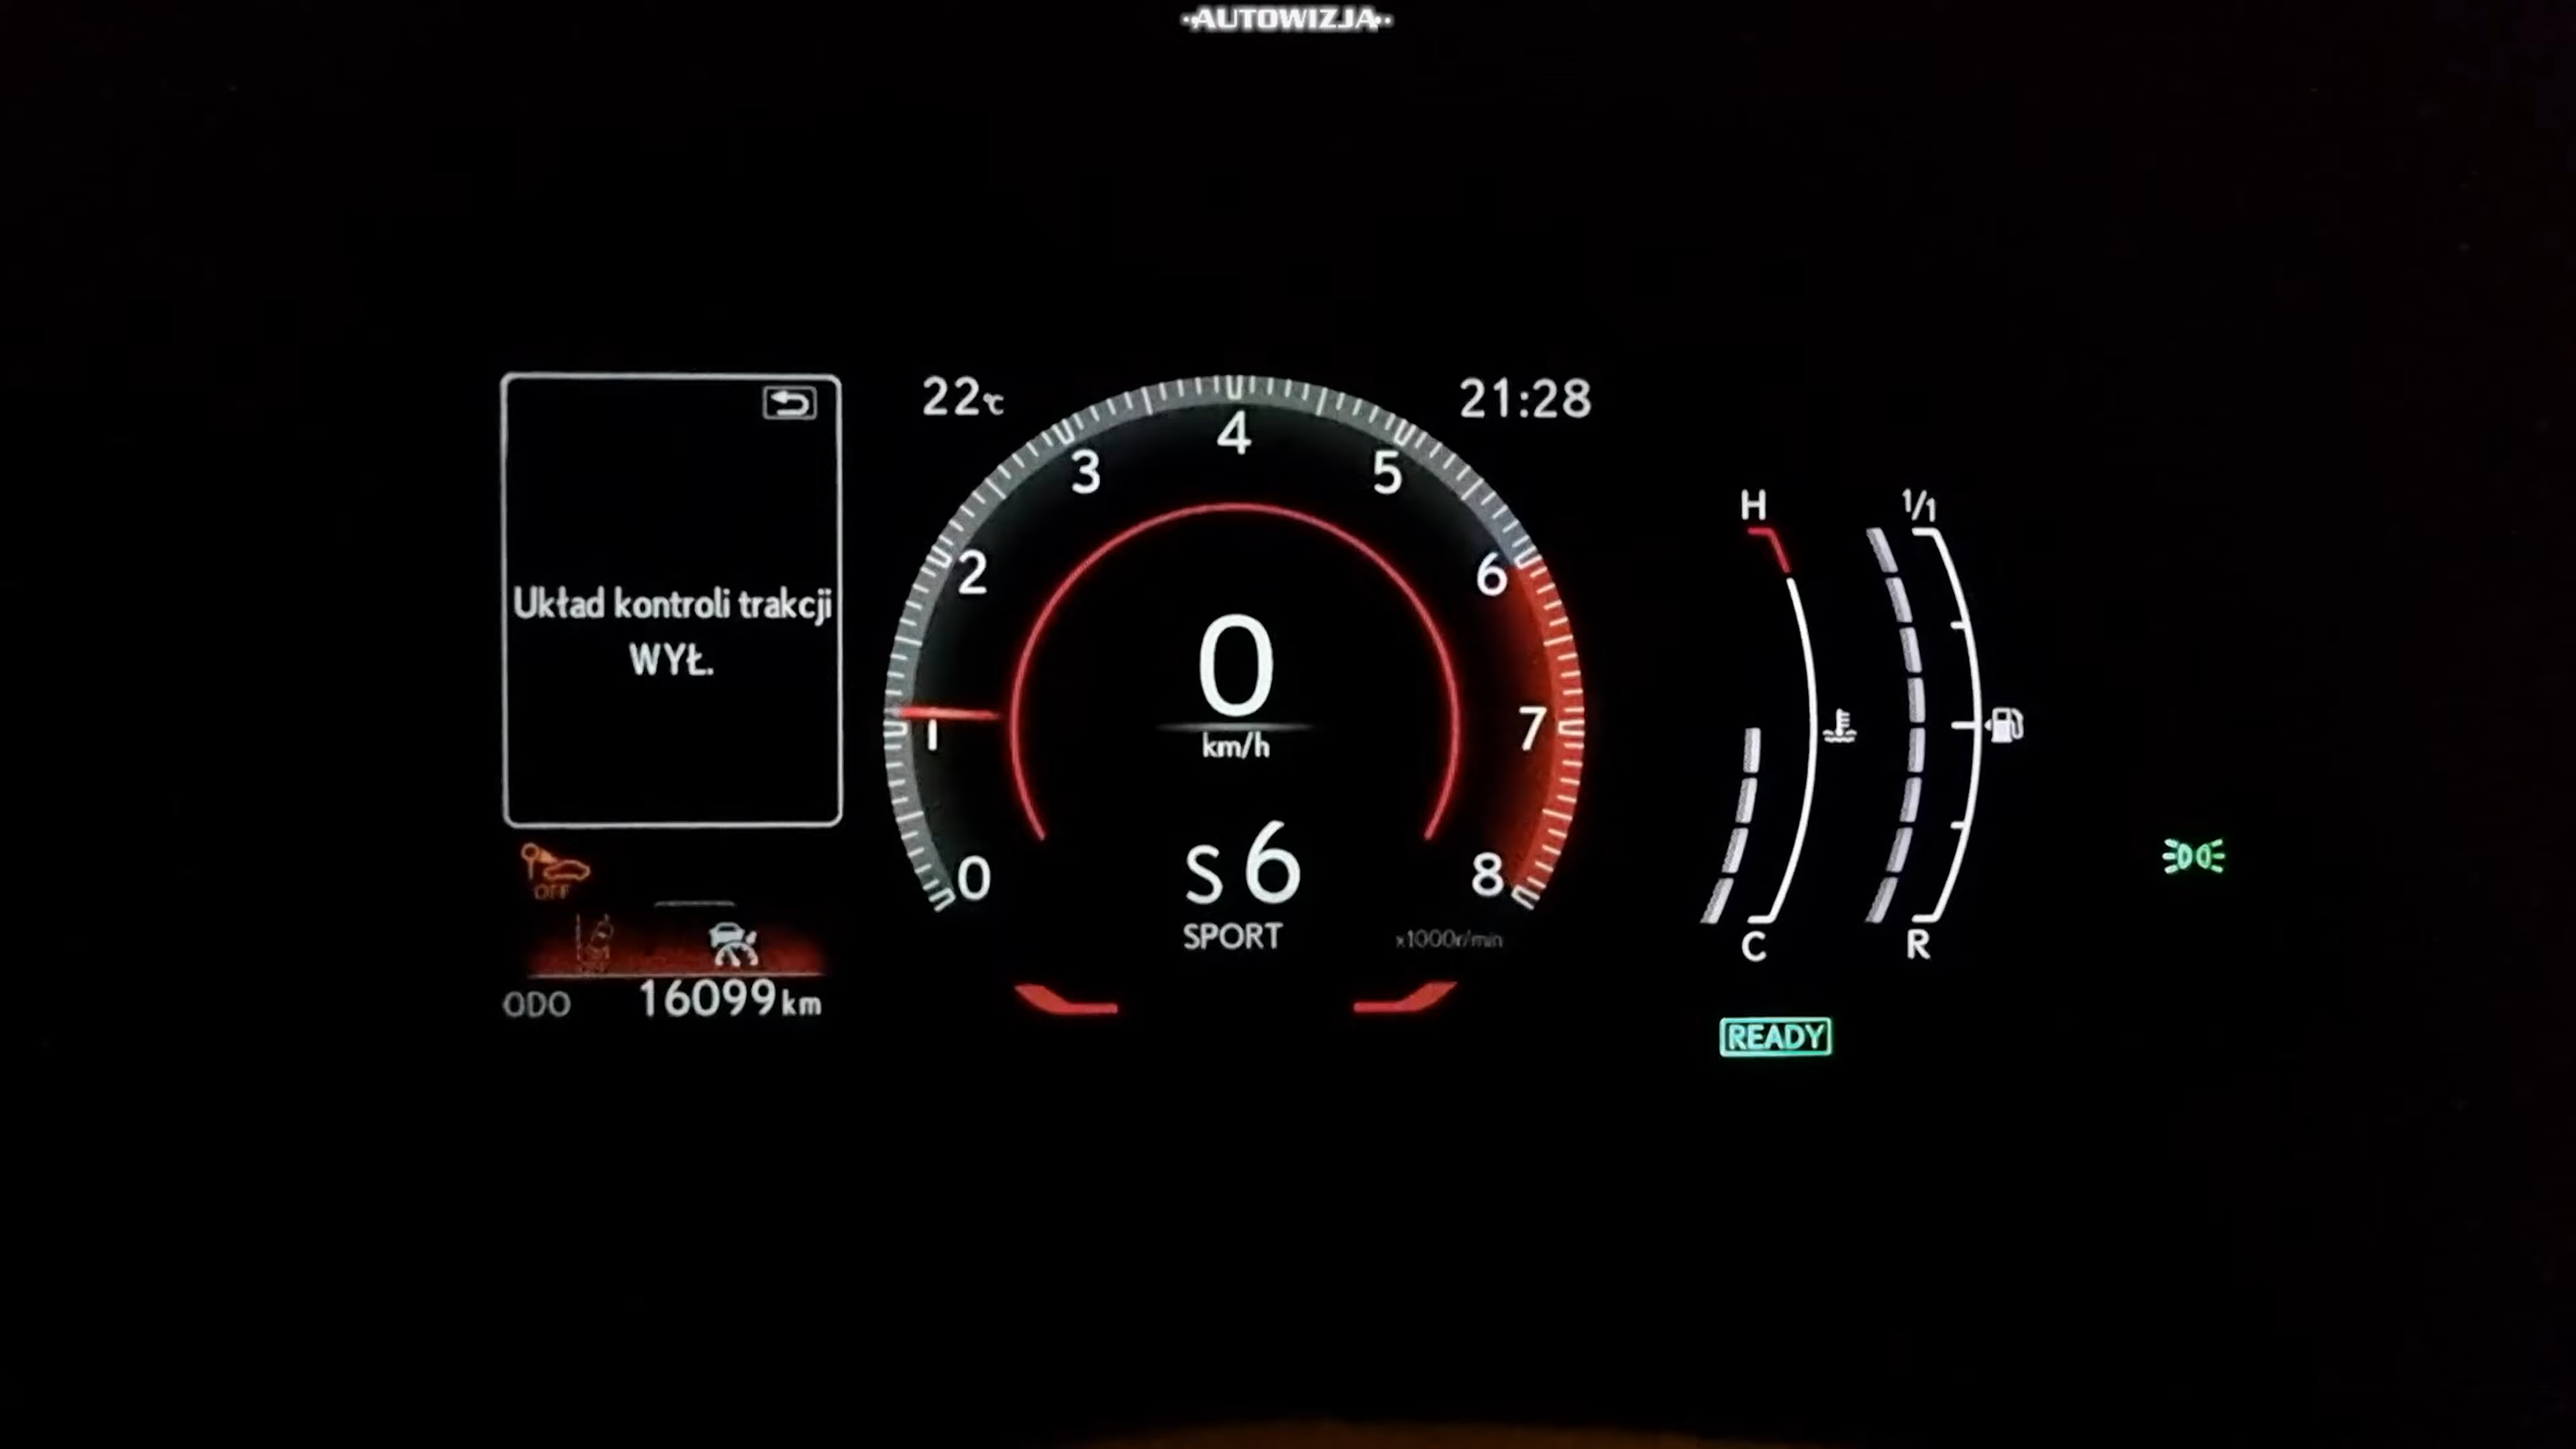 ·AUTOWIZJA·
22°C
21:28
Układ kontroli trakcji
WYŁ.
0
1
2
3
4
5
6
7
8
0
km/h
S 6
SPORT
x1000r/min
H
C
1/1
R
OFF
ODO 16099 km
READY